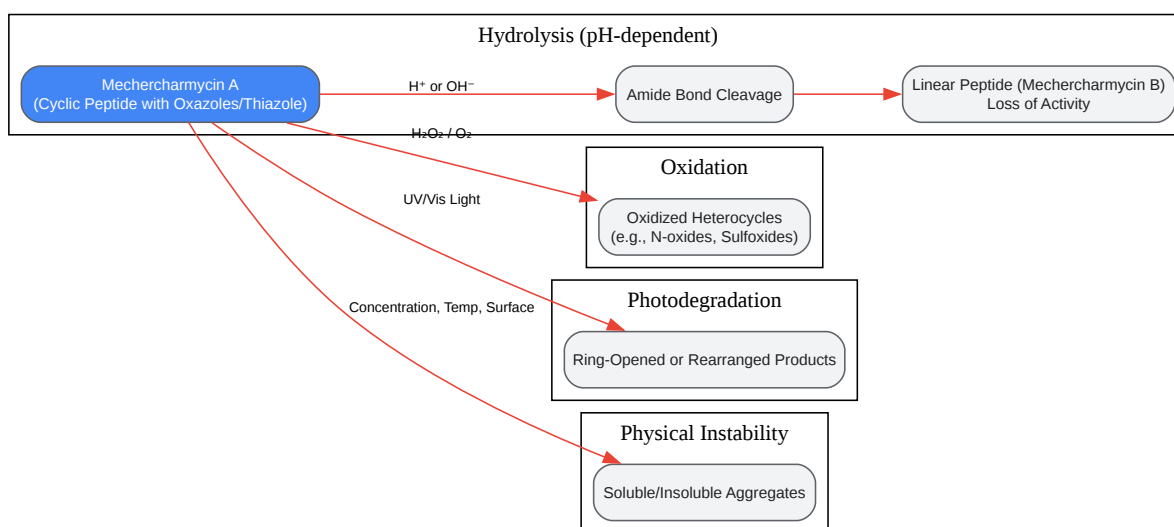 Hydrolysis (pH-dependent)
Mechercharmycin A
(Cyclic Peptide with Oxazoles/Thiazole)
H⁺ or OH⁻
Amide Bond Cleavage
Linear Peptide (Mechercharmycin B)
Loss of Activity
H₂O₂ / O₂
Oxidation
Oxidized Heterocycles
(e.g., N-oxides, Sulfoxides)
UV/Vis Light
Photodegradation
Ring-Opened or Rearranged Products
Concentration, Temp, Surface
Physical Instability
Soluble/Insoluble Aggregates